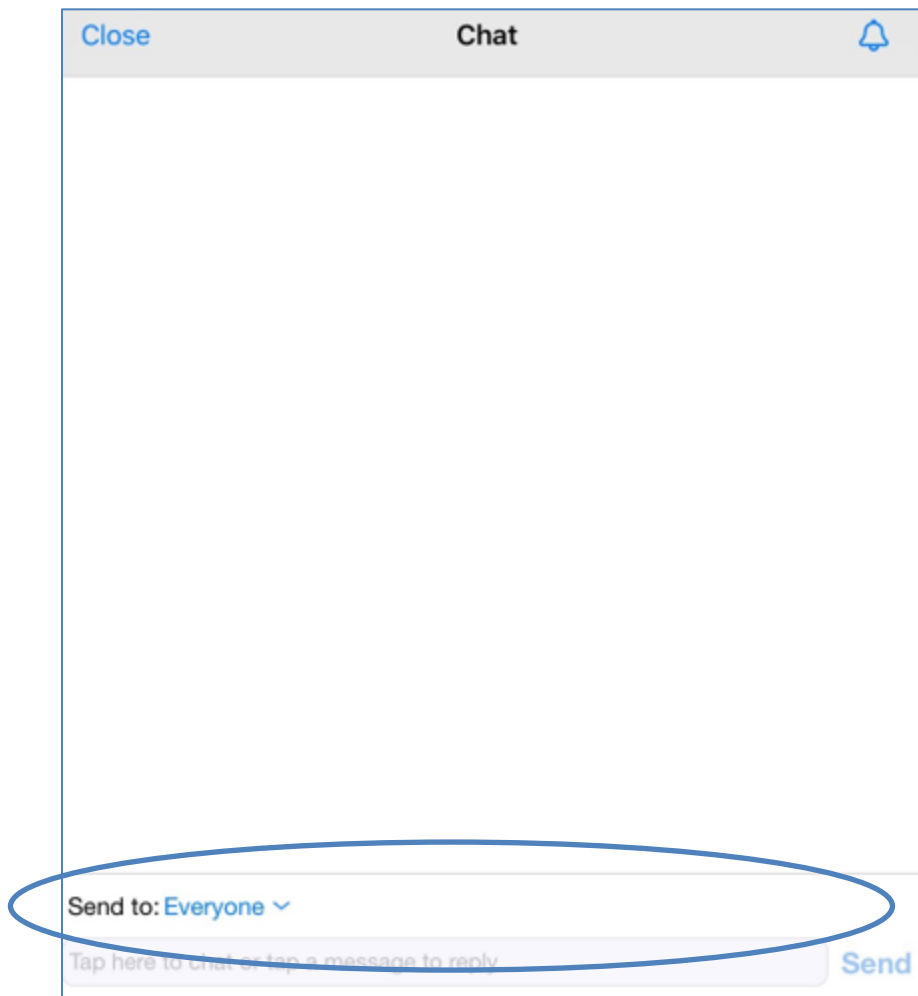 Close Chat
Send to: Everyone
Tap here to chat or tap a message to reply
Send